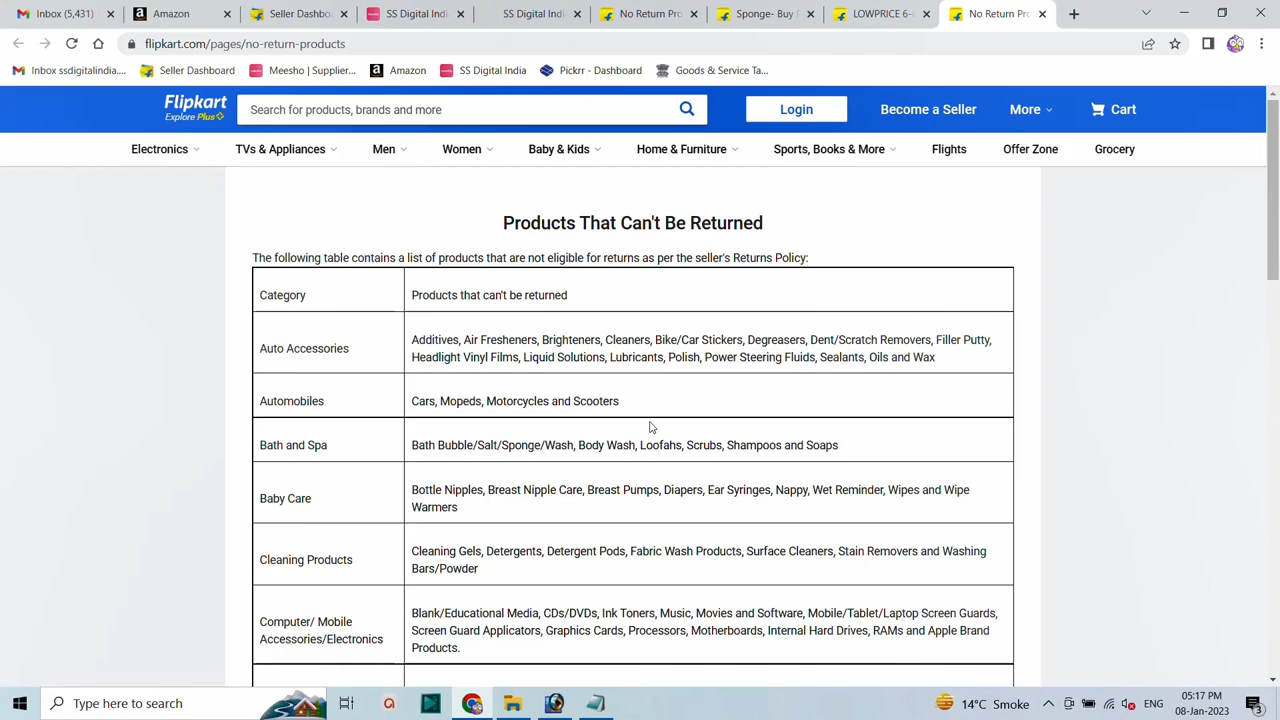 Inbox (5,431)
Amazon
Seller Dashbo
SS Digital Indi
SS Digital Indi
No Return Pro
Sponge- Buy
LOWPRICE 6-
No Return Pro
flipkart.com/pages/no-return-products
Inbox ssdigitalindia....
Seller Dashboard
Meesho | Supplier...
Amazon
SS Digital India
Pickrr - Dashboard
Goods & Service Ta...
Flipkart
Explore Plus
Search for products, brands and more
Login
Become a Seller
More
Cart
Electronics
TVs & Appliances
Men
Women
Baby & Kids
Home & Furniture
Sports, Books & More
Flights
Offer Zone
Grocery
Products That Can't Be Returned
The following table contains a list of products that are not eligible for returns as per the seller's Returns Policy:
Category
Products that can't be returned
Auto Accessories
Additives, Air Fresheners, Brighteners, Cleaners, Bike/Car Stickers, Degreasers, Dent/Scratch Removers, Filler Putty,
Headlight Vinyl Films, Liquid Solutions, Lubricants, Polish, Power Steering Fluids, Sealants, Oils and Wax
Automobiles
Cars, Mopeds, Motorcycles and Scooters
Bath and Spa
Bath Bubble/Salt/Sponge/Wash, Body Wash, Loofahs, Scrubs, Shampoos and Soaps
Baby Care
Bottle Nipples, Breast Nipple Care, Breast Pumps, Diapers, Ear Syringes, Nappy, Wet Reminder, Wipes and Wipe
Warmers
Cleaning Products
Cleaning Gels, Detergents, Detergent Pods, Fabric Wash Products, Surface Cleaners, Stain Removers and Washing
Bars/Powder
Computer/ Mobile
Accessories/Electronics
Blank/Educational Media, CDs/DVDs, Ink Toners, Music, Movies and Software, Mobile/Tablet/Laptop Screen Guards,
Screen Guard Applicators, Graphics Cards, Processors, Motherboards, Internal Hard Drives, RAMs and Apple Brand
Products.
Type here to search
14°C Smoke
ENG
05:17 PM
08-Jan-2023
3